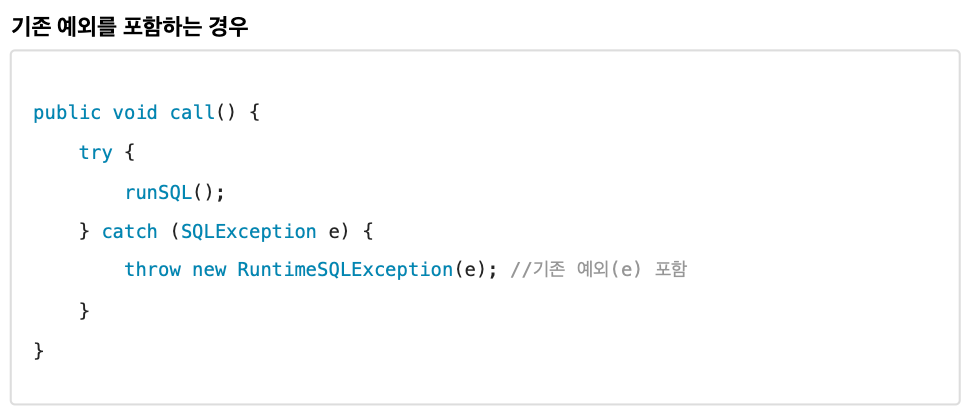 기존 예외를 포함하는 경우
public void call() {
    try {
        runSQL();
    } catch (SQLException e) {
        throw new RuntimeSQLException(e); //기존 예외(e) 포함
    }
}